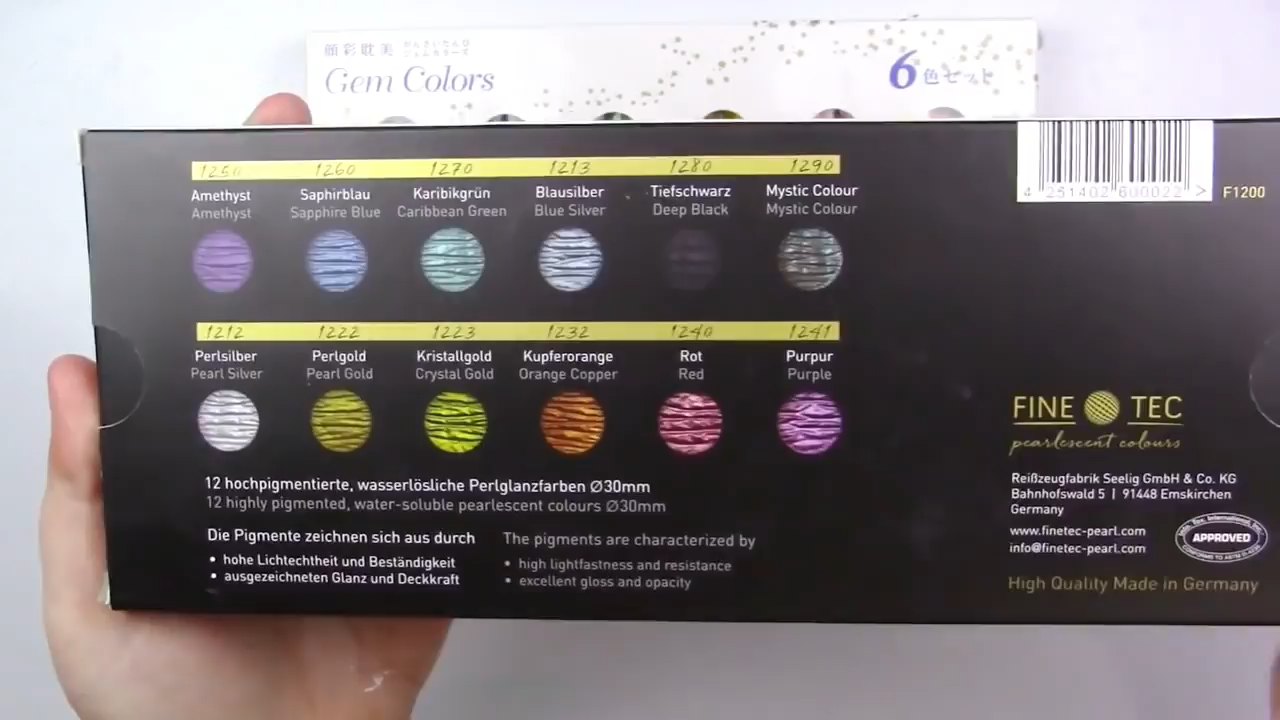 顔彩耽美
Gem Colors
6色セット
1250 1260 1270 1213 1280 1290
Amethyst Saphirblau Karibikgrün Blausilber Tiefschwarz Mystic Colour
Amethyst Sapphire Blue Caribbean Green Blue Silver Deep Black Mystic Colour
4 251402 600022 >
F1200
1212 1222 1223 1232 1240 1241
Perlsilber Perlgold Kristallgold Kupferorange Rot Purpur
Pearl Silver Pearl Gold Crystal Gold Orange Copper Red Purple
12 hochpigmentierte, wasserlösliche Perlglanzfarben Ø30mm
12 highly pigmented, water-soluble pearlescent colours Ø30mm
Die Pigmente zeichnen sich aus durch
• hohe Lichtechtheit und Beständigkeit
• ausgezeichneten Glanz und Deckkraft
The pigments are characterized by
• high lightfastness and resistance
• excellent gloss and opacity
FINE TEC
pearlescent colours
Reißzeugfabrik Seelig GmbH & Co. KG
Bahnhofswald 5 | 91448 Emskirchen
Germany
www.finetec-pearl.com
info@finetec-pearl.com
APPROVED
High Quality Made in Germany